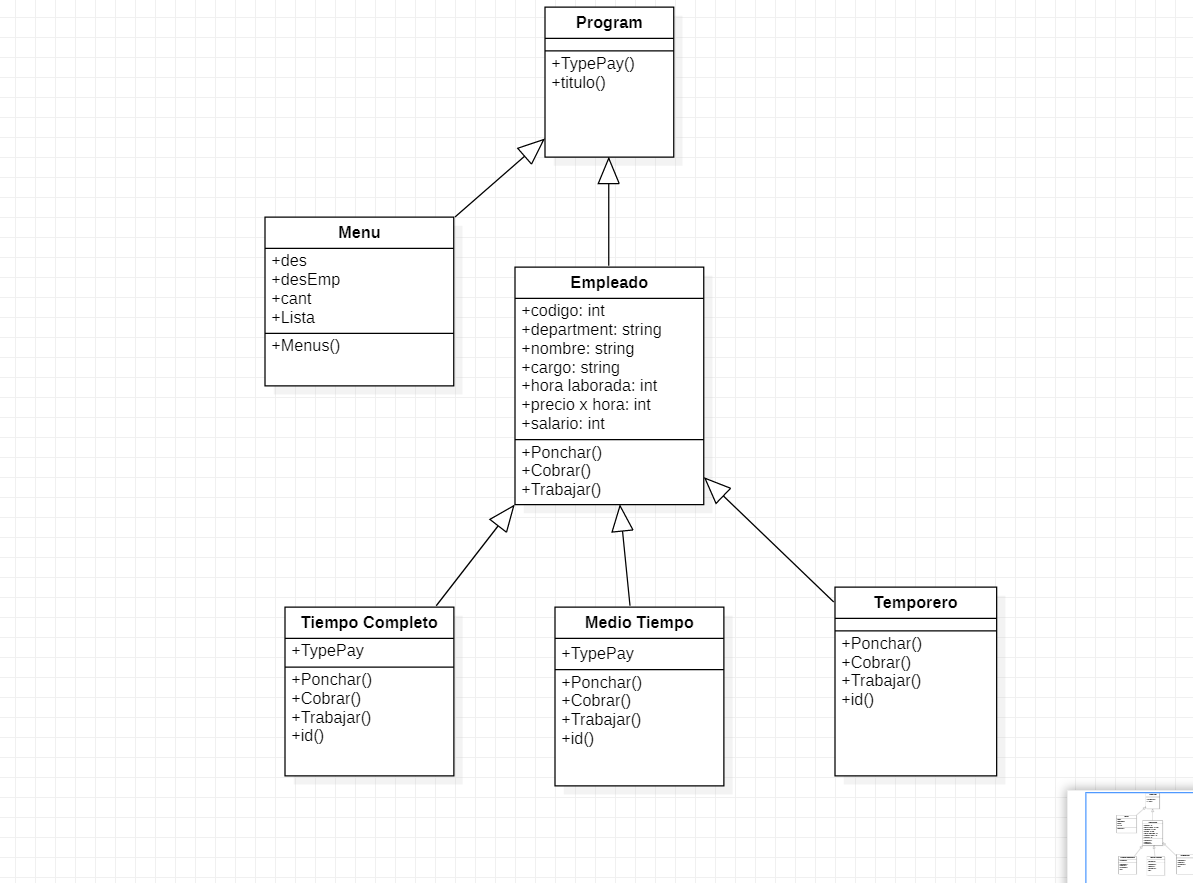 Program
+TypePay()
+titulo()
Menu
+des
+desEmp
+cant
+Lista
+Menus()
Empleado
+codigo: int
+department: string
+nombre: string
+cargo: string
+hora laborada: int
+precio x hora: int
+salario: int
+Ponchar()
+Cobrar()
+Trabajar()
Tiempo Completo
+TypePay
+Ponchar()
+Cobrar()
+Trabajar()
+id()
Medio Tiempo
+TypePay
+Ponchar()
+Cobrar()
+Trabajar()
+id()
Temporero
+Ponchar()
+Cobrar()
+Trabajar()
+id()